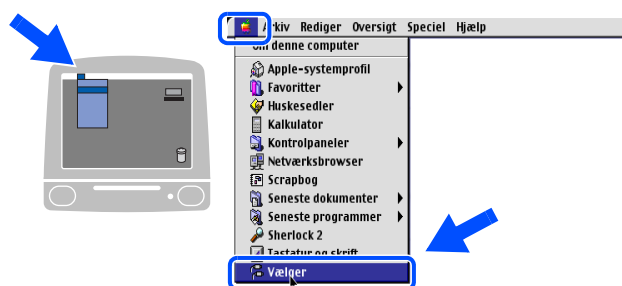 Arkiv Rediger Oversigt Speciel Hjælp
Om denne computer
Apple-systemprofil
Favoritter
Huskesedler
Kalkulator
Kontrolpaneler
Netværksbrowser
Scrapbog
Seneste dokumenter
Seneste programmer
Sherlock 2
Tastatur og skrift
Vælger